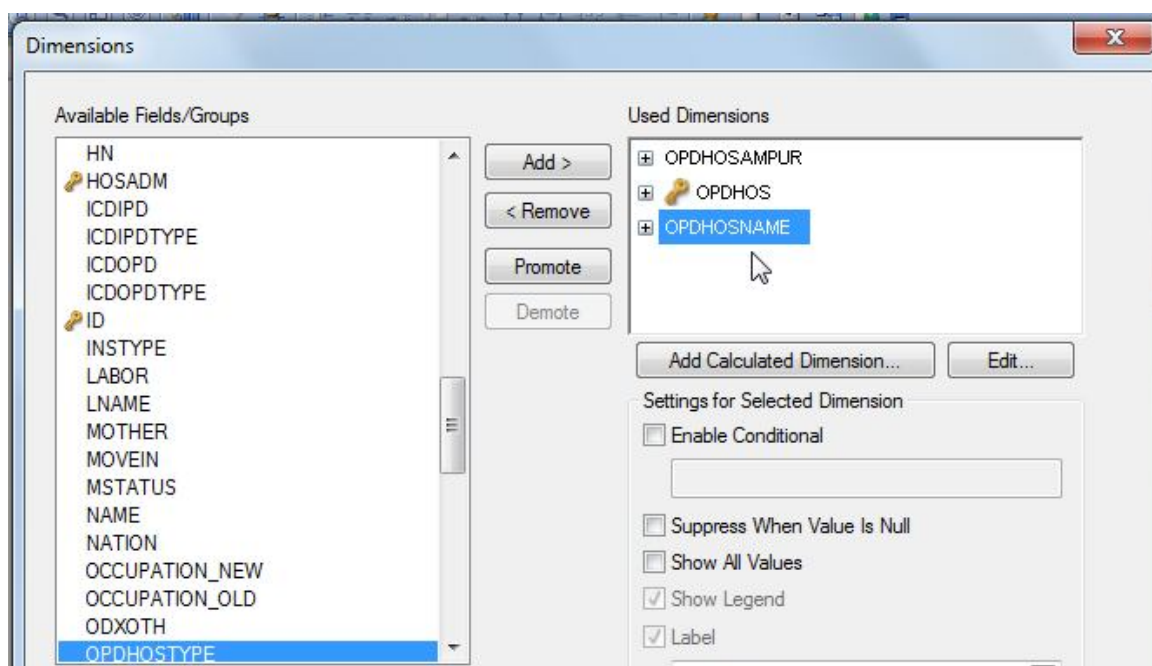 Dimensions
Available Fields/Groups
HN
HOSADM
ICDIPD
ICDIPDTYPE
ICDOPD
ICDOPDTYPE
ID
INSTYPE
LABOR
LNAME
MOTHER
MOVEIN
MSTATUS
NAME
NATION
OCCUPATION_NEW
OCCUPATION_OLD
ODXOTH
OPDHOSTYPE
Add >
< Remove
Promote
Demote
Used Dimensions
OPDHOSAMPUR
OPDHOS
OPDHOSNAME
Add Calculated Dimension...
Edit...
Settings for Selected Dimension
Enable Conditional
Suppress When Value Is Null
Show All Values
Show Legend
Label